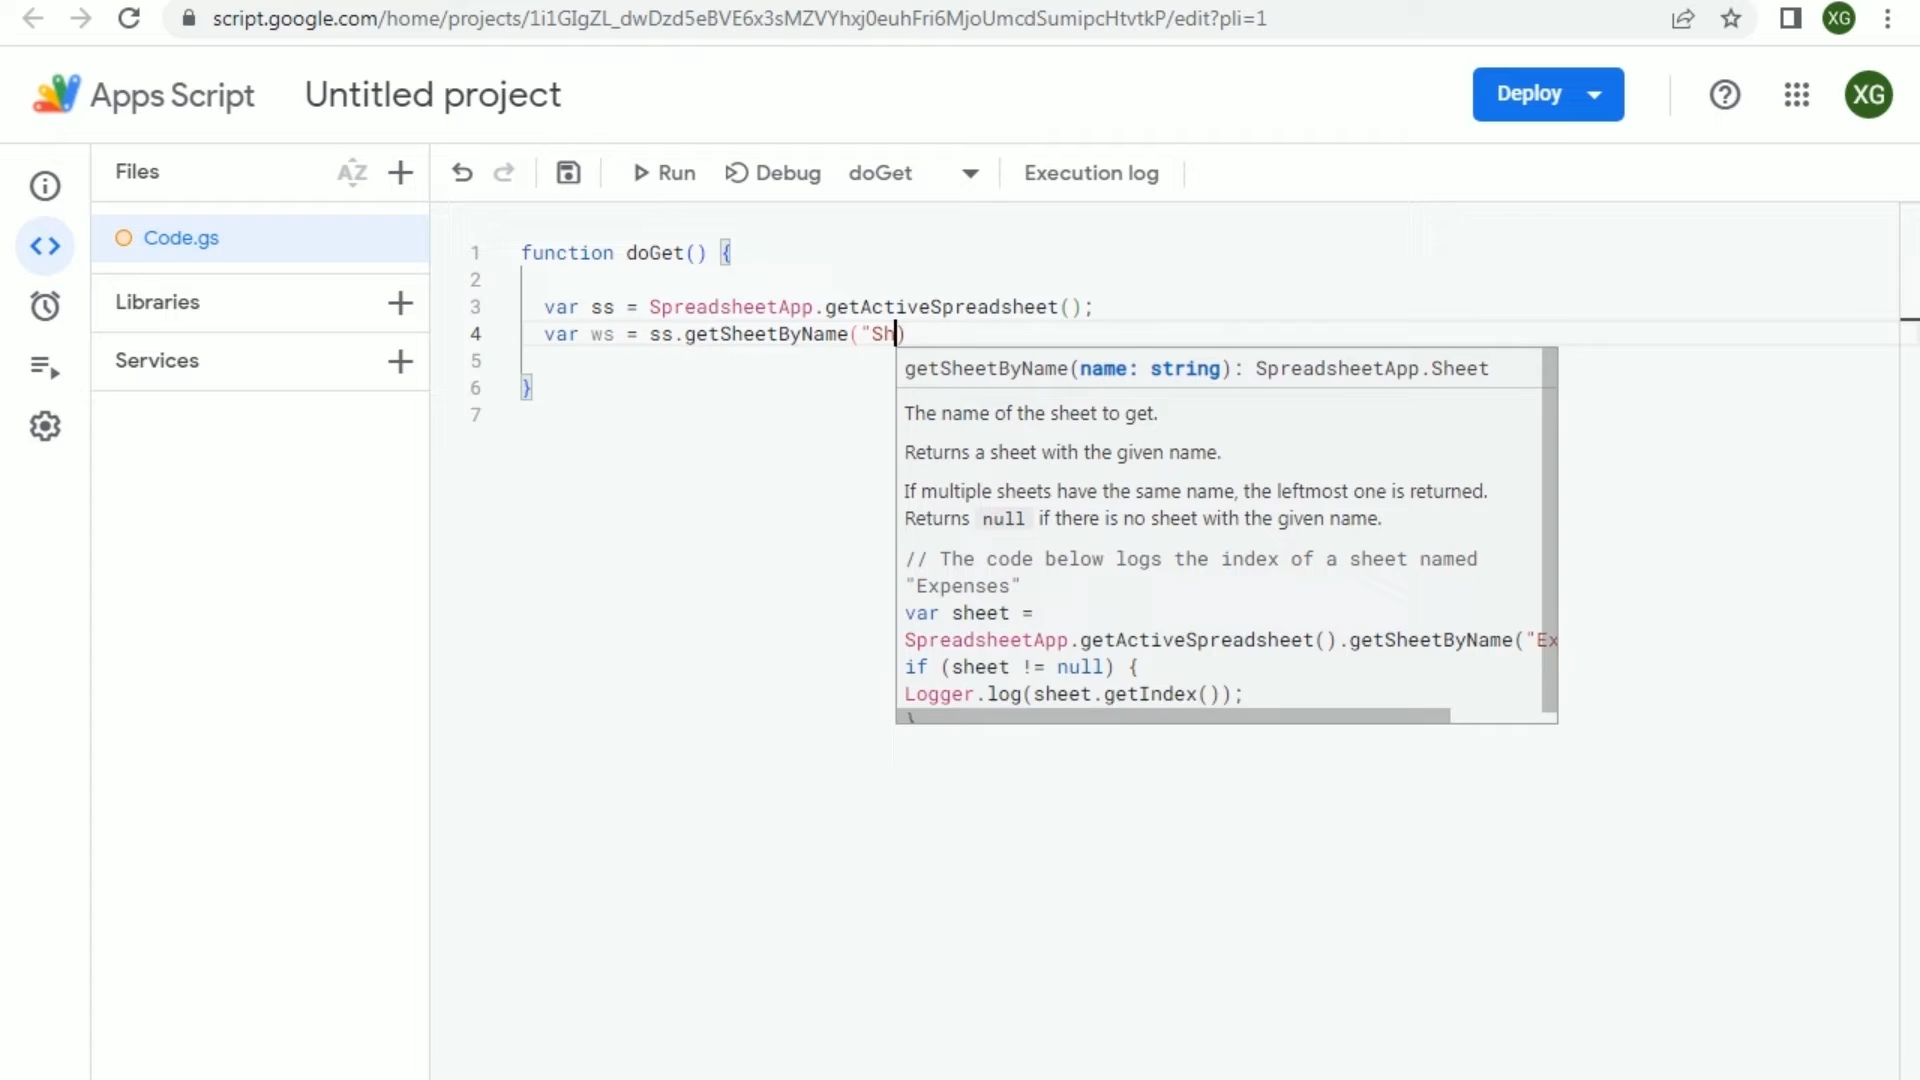 script.google.com/home/projects/1i1GIgZL_dwDzd5eBVE6x3sMZVYhxj0euhFri6MjoUmcdSumipcHtvtkP/edit?pli=1
XG
Apps Script
Untitled project
Deploy
XG
Files
AZ
Run
Debug
doGet
Execution log
Code.gs
Libraries
Services
1 function doGet() {
2
3 var ss = SpreadsheetApp.getActiveSpreadsheet();
4 var ws = ss.getSheetByName("Sh)
5
6 }
7
getSheetByName(name: string): SpreadsheetApp.Sheet
The name of the sheet to get.
Returns a sheet with the given name.
If multiple sheets have the same name, the leftmost one is returned.
Returns null if there is no sheet with the given name.
// The code below logs the index of a sheet named
"Expenses"
var sheet =
SpreadsheetApp.getActiveSpreadsheet().getSheetByName("Ex
if (sheet != null) {
Logger.log(sheet.getIndex());
}